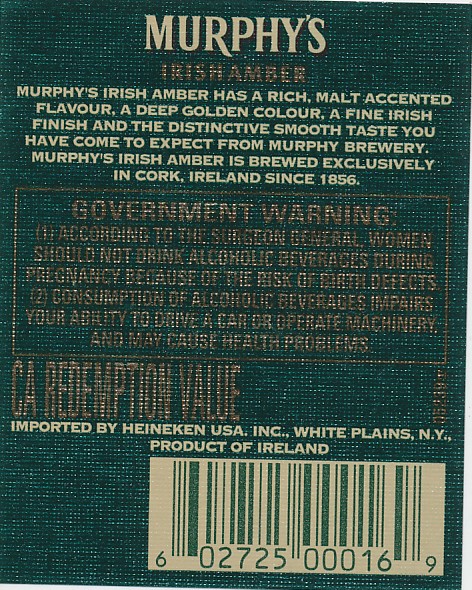 MURPHY'S
IRISH AMBER
MURPHY'S IRISH AMBER HAS A RICH, MALT ACCENTED
FLAVOUR, A DEEP GOLDEN COLOUR, A FINE IRISH
FINISH AND THE DISTINCTIVE SMOOTH TASTE YOU
HAVE COME TO EXPECT FROM MURPHY BREWERY.
MURPHY'S IRISH AMBER IS BREWED EXCLUSIVELY
IN CORK, IRELAND SINCE 1856.
GOVERNMENT WARNING:
(1) ACCORDING TO THE SURGEON GENERAL, WOMEN
SHOULD NOT DRINK ALCOHOLIC BEVERAGES DURING
PREGNANCY BECAUSE OF THE RISK OF BIRTH DEFECTS.
(2) CONSUMPTION OF ALCOHOLIC BEVERAGES IMPAIRS
YOUR ABILITY TO DRIVE A CAR OR OPERATE MACHINERY,
AND MAY CAUSE HEALTH PROBLEMS.
CA REDEMPTION VALUE
IMPORTED BY HEINEKEN USA. INC., WHITE PLAINS, N.Y.,
PRODUCT OF IRELAND
6 02725 00016 9